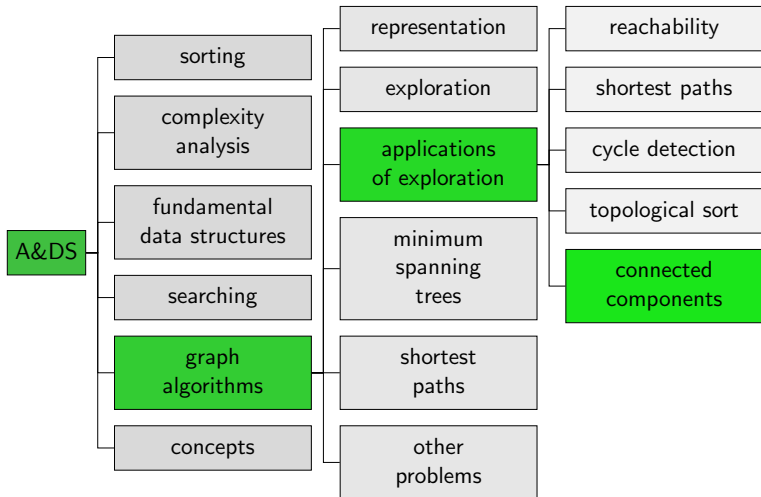 A&DS
sorting
complexity
analysis
fundamental
data structures
searching
graph
algorithms
concepts
representation
exploration
applications
of exploration
minimum
spanning
trees
shortest
paths
other
problems
reachability
shortest paths
cycle detection
topological sort
connected
components